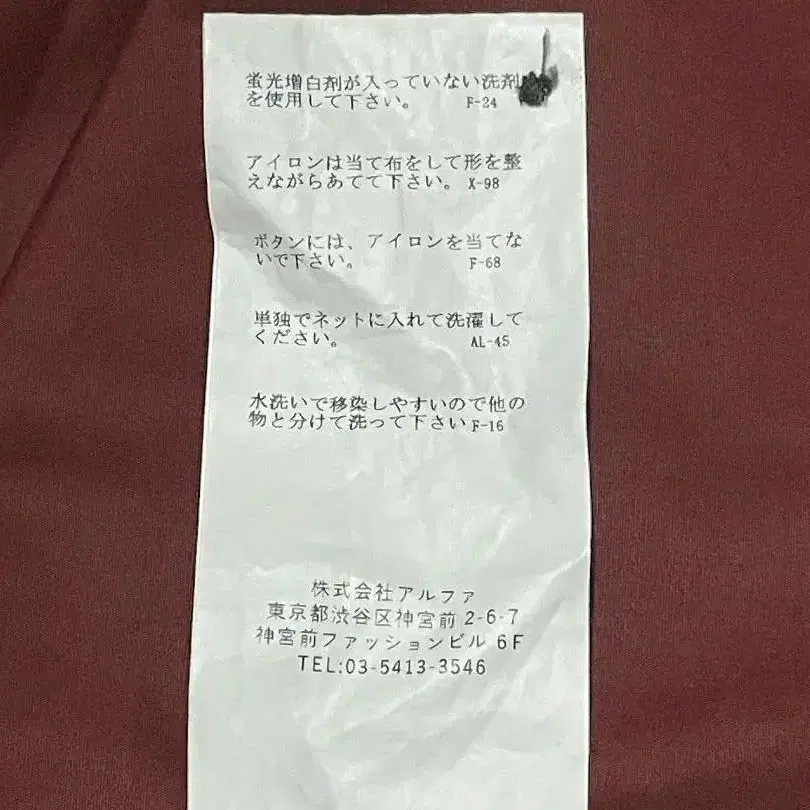 蛍光増白剤が入っていない洗剤
を使用して下さい。 F-24
アイロンは当て布をして形を整
えながらあてて下さい。 X-98
ボタンには、アイロンを当てな
いで下さい。 F-68
単独でネットに入れて洗濯して
ください。 AL-45
水洗いで移染しやすいので他の
物と分けて洗って下さい F-16
株式会社アルファ
東京都渋谷区神宮前 2-6-7
神宮前ファッションビル 6F
TEL:03-5413-3546